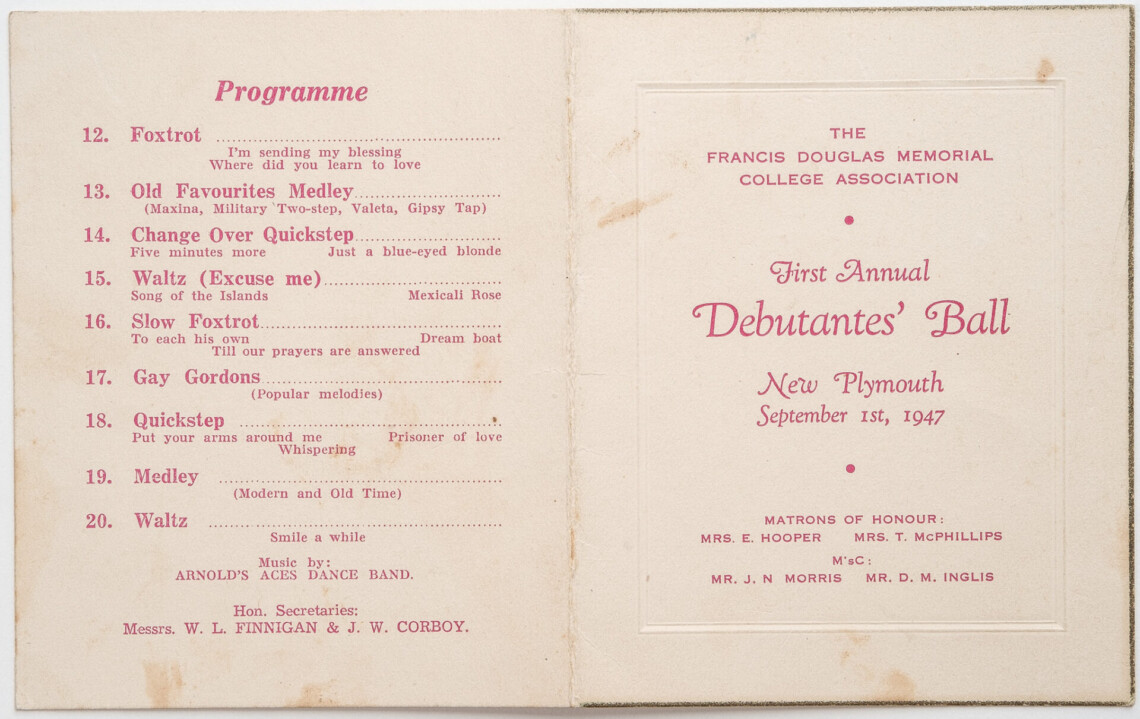 Programme
12. Foxtrot ........................................
I'm sending my blessing
Where did you learn to love
13. Old Favourites Medley........................
(Maxina, Military Two-step, Valeta, Gipsy Tap)
14. Change Over Quickstep........................
Five minutes more Just a blue-eyed blonde
15. Waltz (Excuse me)..............................
Song of the Islands Mexicali Rose
16. Slow Foxtrot........................................
To each his own Dream boat
Till our prayers are answered
17. Gay Gordons........................................
(Popular melodies)
18. Quickstep ........................................
Put your arms around me Prisoner of love
Whispering
19. Medley ........................................
(Modern and Old Time)
20. Waltz ........................................
Smile a while
Music by:
ARNOLD'S ACES DANCE BAND.
Hon. Secretaries:
Messrs. W. L. FINNIGAN & J. W. CORBOY.
THE
FRANCIS DOUGLAS MEMORIAL
COLLEGE ASSOCIATION
First Annual
Debutantes' Ball
New Plymouth
September 1st, 1947
MATRONS OF HONOUR:
MRS. E. HOOPER MRS. T. McPHILLIPS
M'sC:
MR. J. N MORRIS MR. D. M. INGLIS